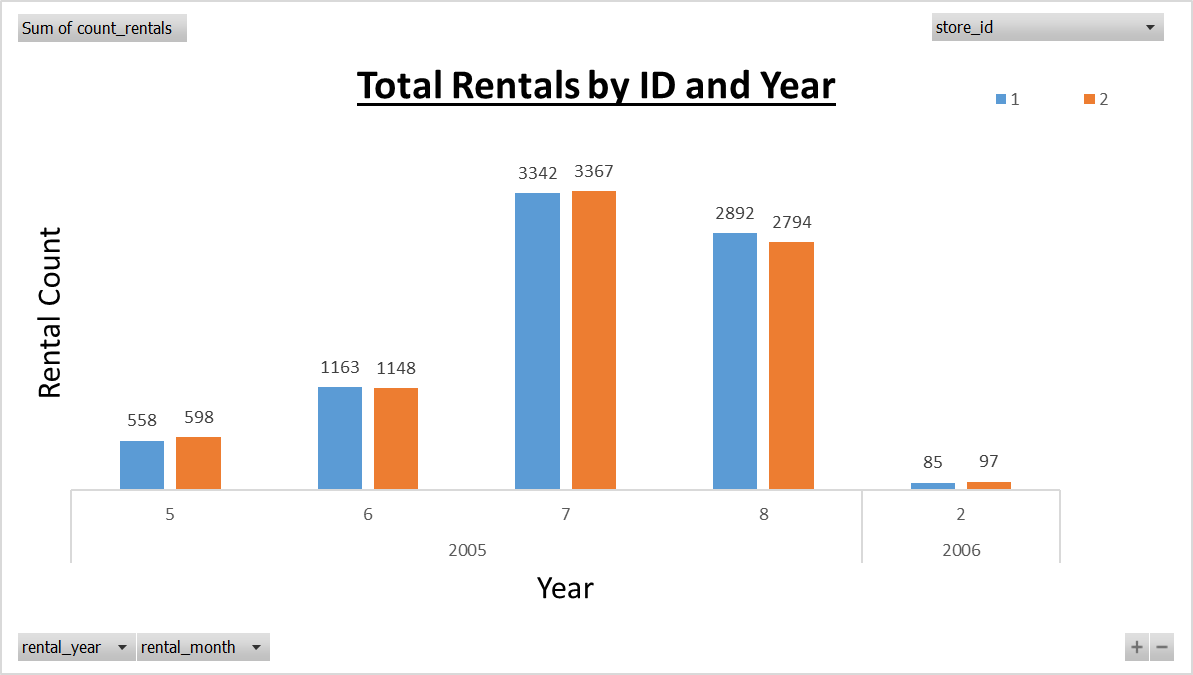 Sum of count_rentals
store_id
Total Rentals by ID and Year
1 2
3342 3367
2892 2794
1163 1148
558 598
85 97
Rental Count
5 6 7 8 2
2005 2006
Year
rental_year rental_month
+ −